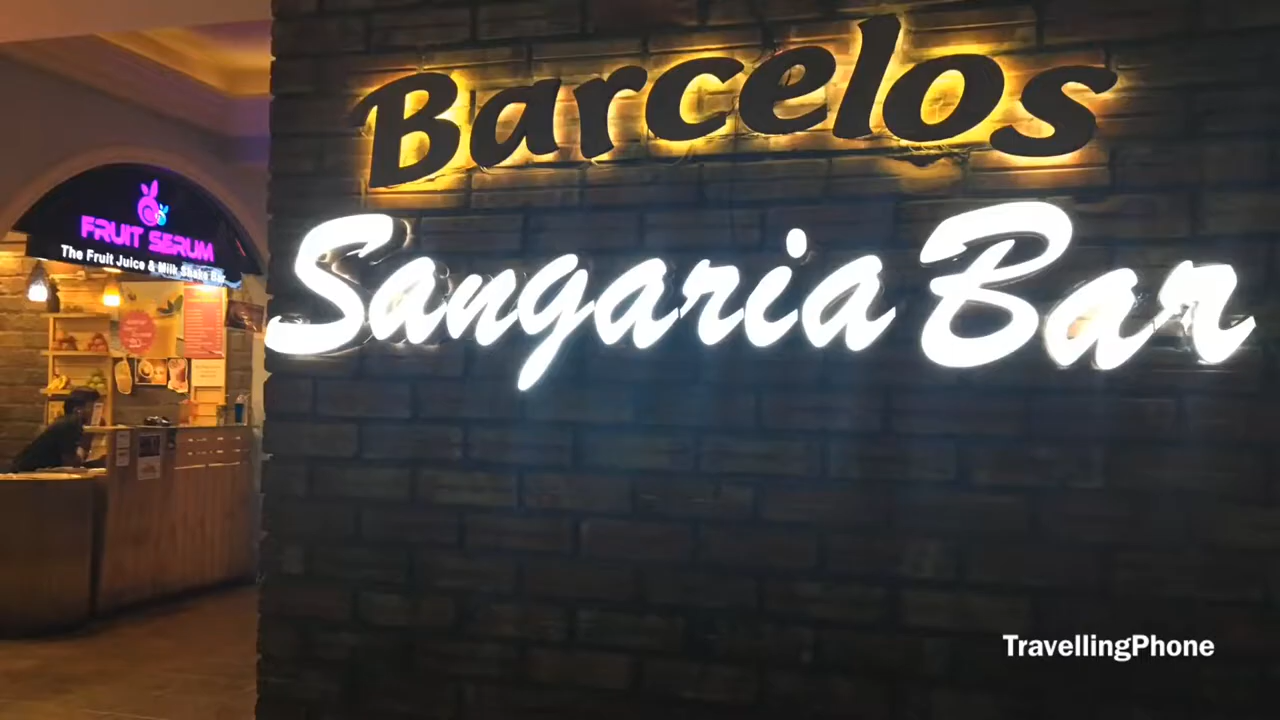 Barcelos
Sangaria Bar
FRUIT SERUM
The Fruit Juice & Milk Shake Bar
TravellingPhone